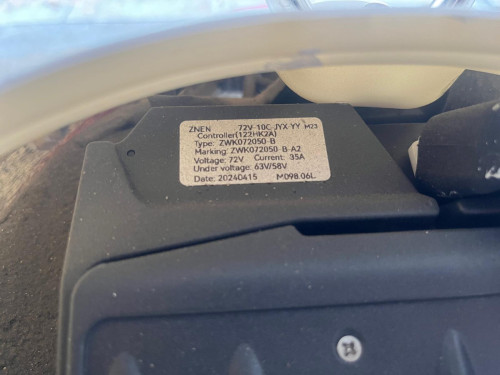 ZNEN 72V-10C-JYX-YY M23
Controller(122HK2A)
Type: ZWK072050-B
Marking: ZWK072050-B-A2
Voltage: 72V Current: 35A
Under voltage: 63V/58V
Date: 20240415 M098.06L